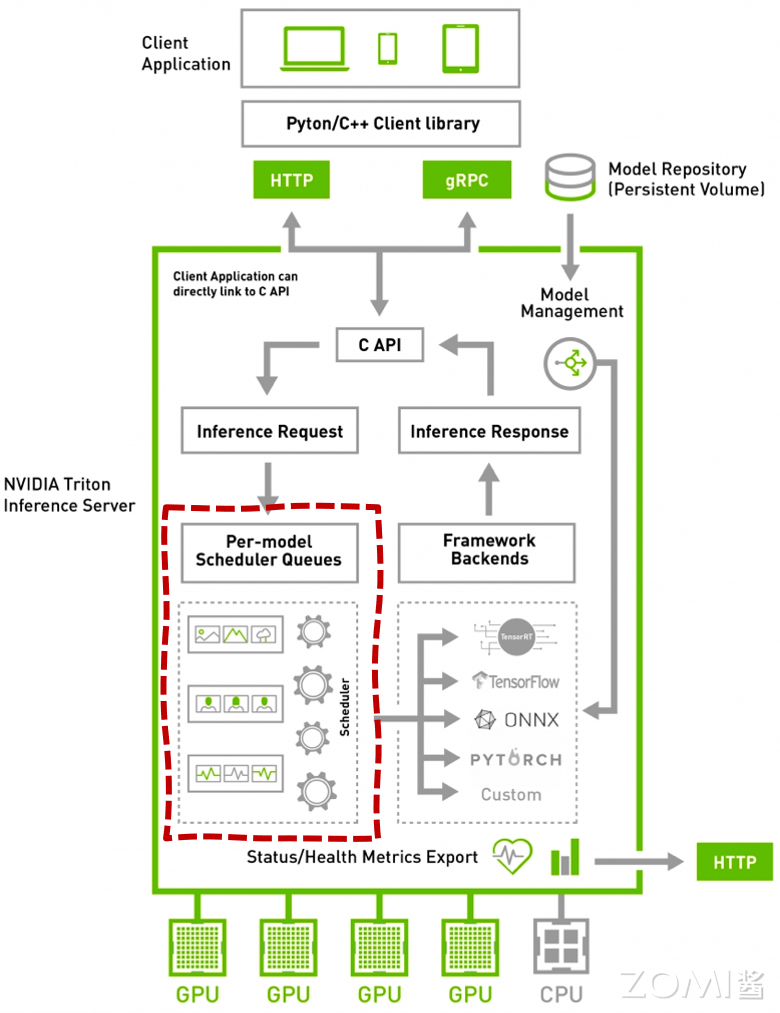 Client
Application
Pyton/C++ Client library
HTTP
gRPC
Model Repository
(Persistent Volume)
Client Application can
directly link to C API
Model
Management
C API
Inference Request
Inference Response
NVIDIA Triton
Inference Server
Per-model
Scheduler Queues
Framework
Backends
Scheduler
TensorRT
TensorFlow
ONNX
PYTORCH
Custom
Status/Health Metrics Export
HTTP
GPU
GPU
GPU
GPU
CPU
ZOMI酱